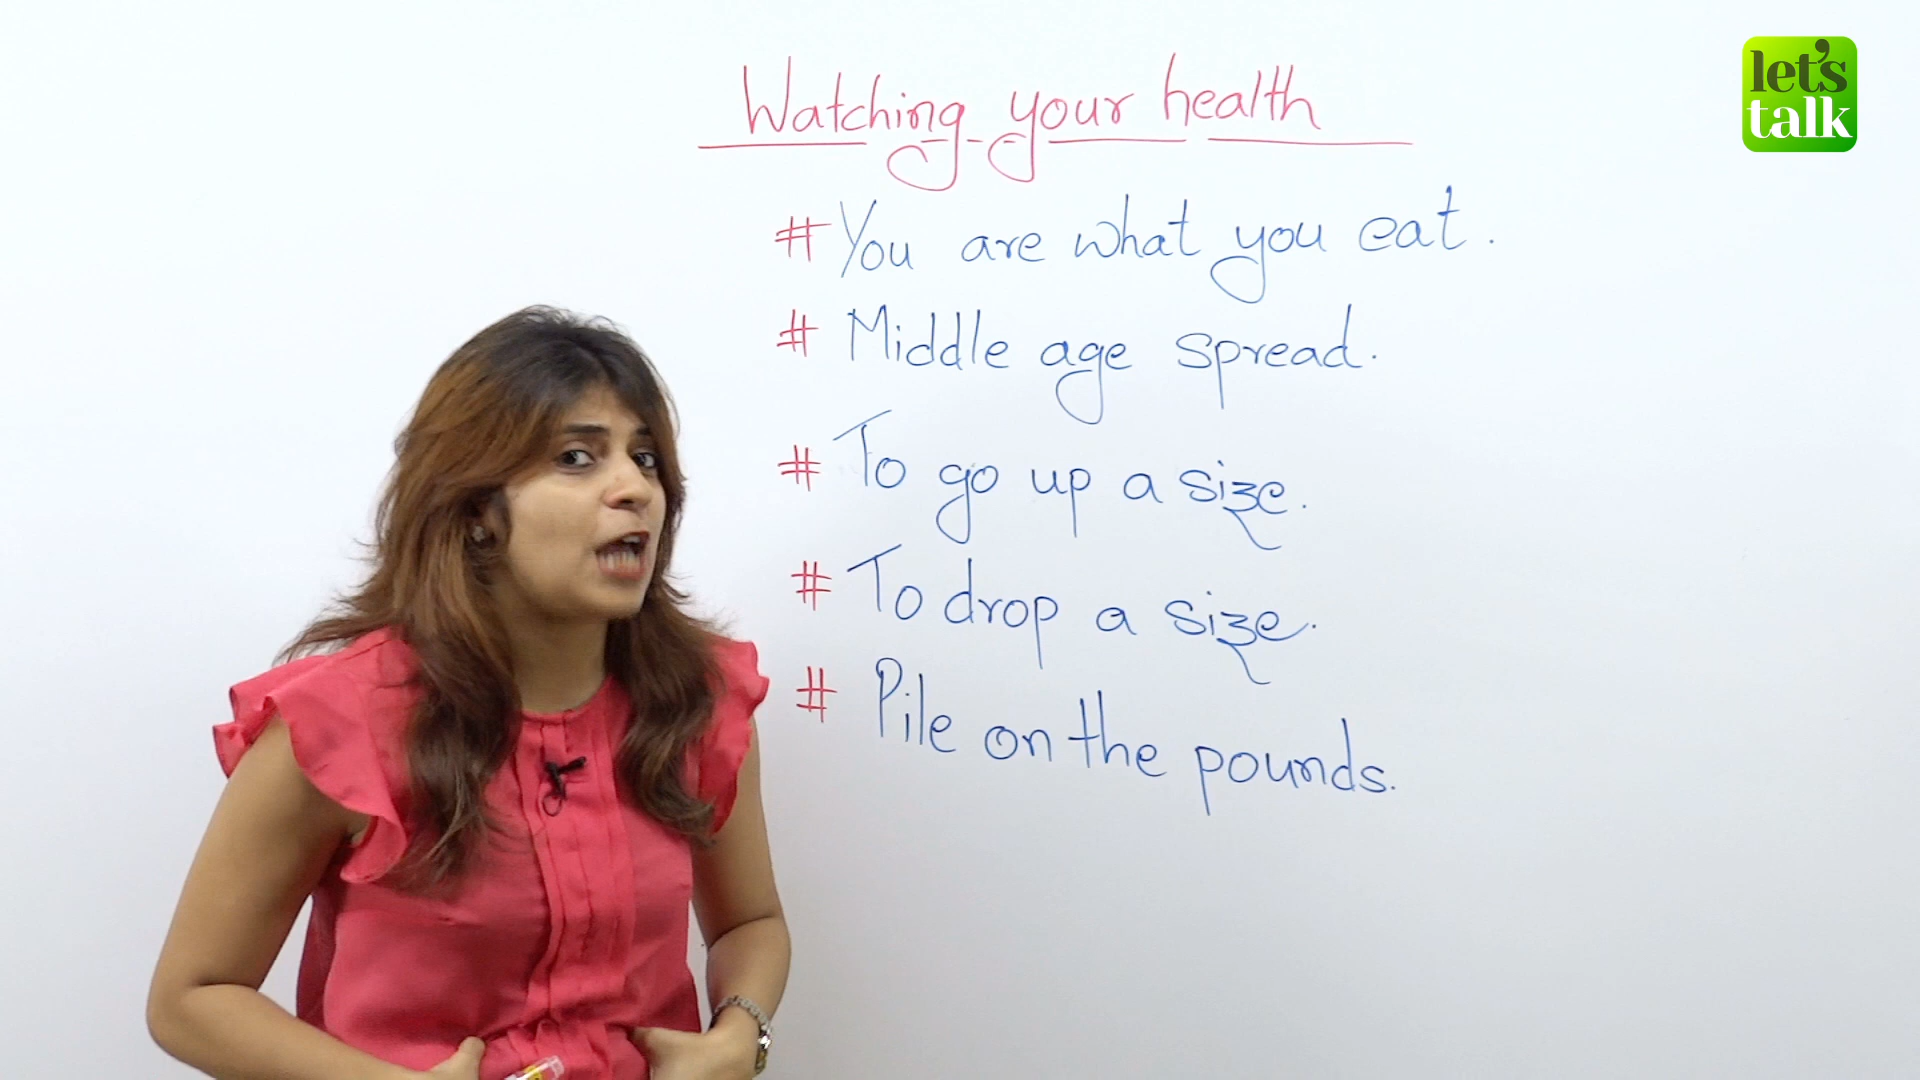 let's
talk
Watching your health
# You are what you eat.
# Middle age spread.
# To go up a size.
# To drop a size.
# Pile on the pounds.